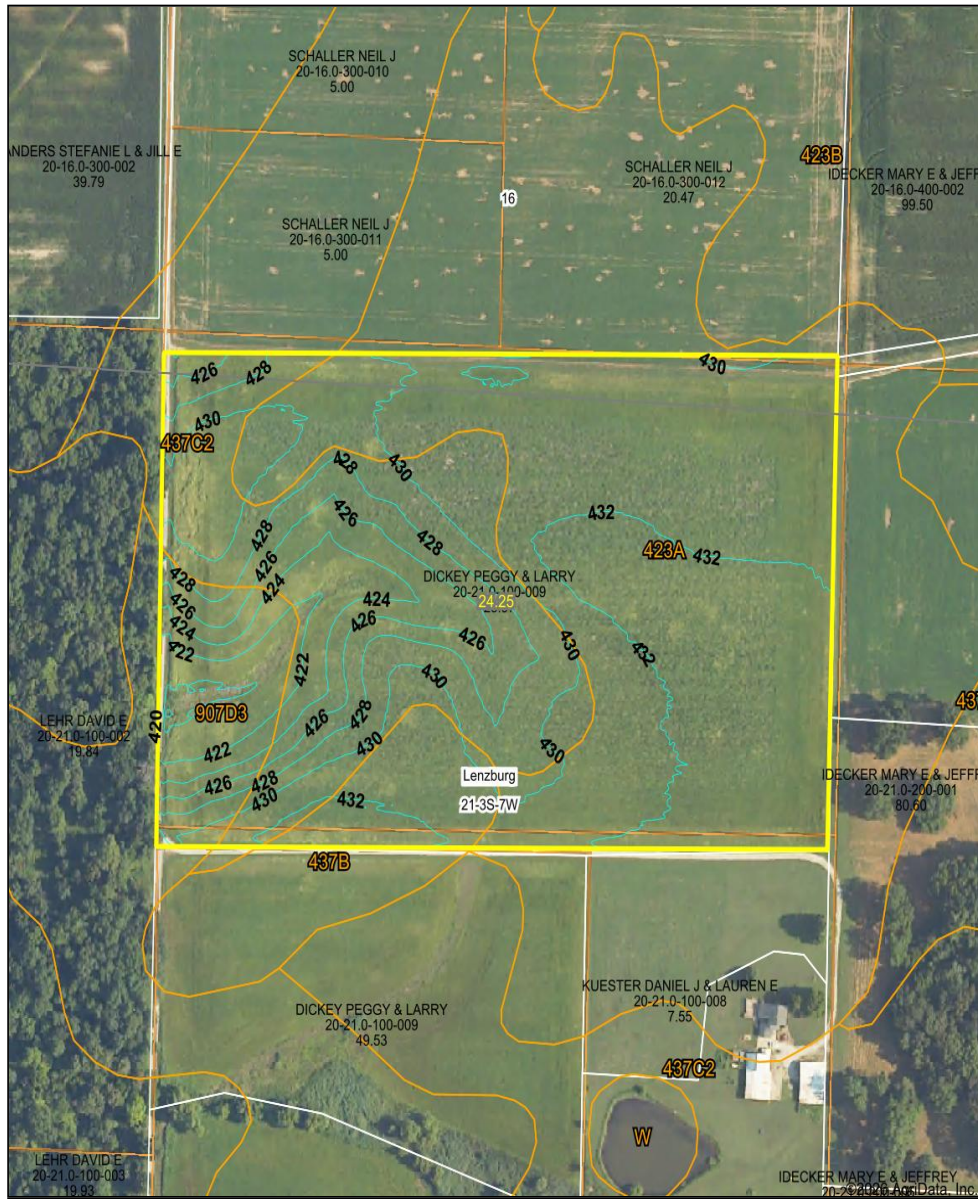 SCHALLER NEIL J
20-16.0-300-010
5.00
ANDERS STEFANIE L & JILL E
20-16.0-300-002
39.79
423B
SCHALLER NEIL J
20-16.0-300-012
20.47
IDECKER MARY E & JEFF
20-16.0-400-002
99.50
16
SCHALLER NEIL J
20-16.0-300-011
5.00
426
428
430
430
437C2
428
430
426
432
428
428
423A
432
426
424
428
DICKEY PEGGY & LARRY
20-21.0-100-009
24.25
426
424
424
426
426
422
430
432
422
430
428
907D3
420
LEHR DAVID E
20-21.0-100-002
19.84
426
430
430
422
Lenzburg
426
428
430
432
21-3S-7W
437
IDECKER MARY E & JEFF
20-21.0-200-001
80.60
437B
DICKEY PEGGY & LARRY
20-21.0-100-009
49.53
KUESTER DANIEL J & LAUREN E
20-21.0-100-008
7.55
437C2
W
LEHR DAVID E
20-21.0-100-003
19.93
IDECKER MARY E & JEFFREY
©2026 AgriData, Inc